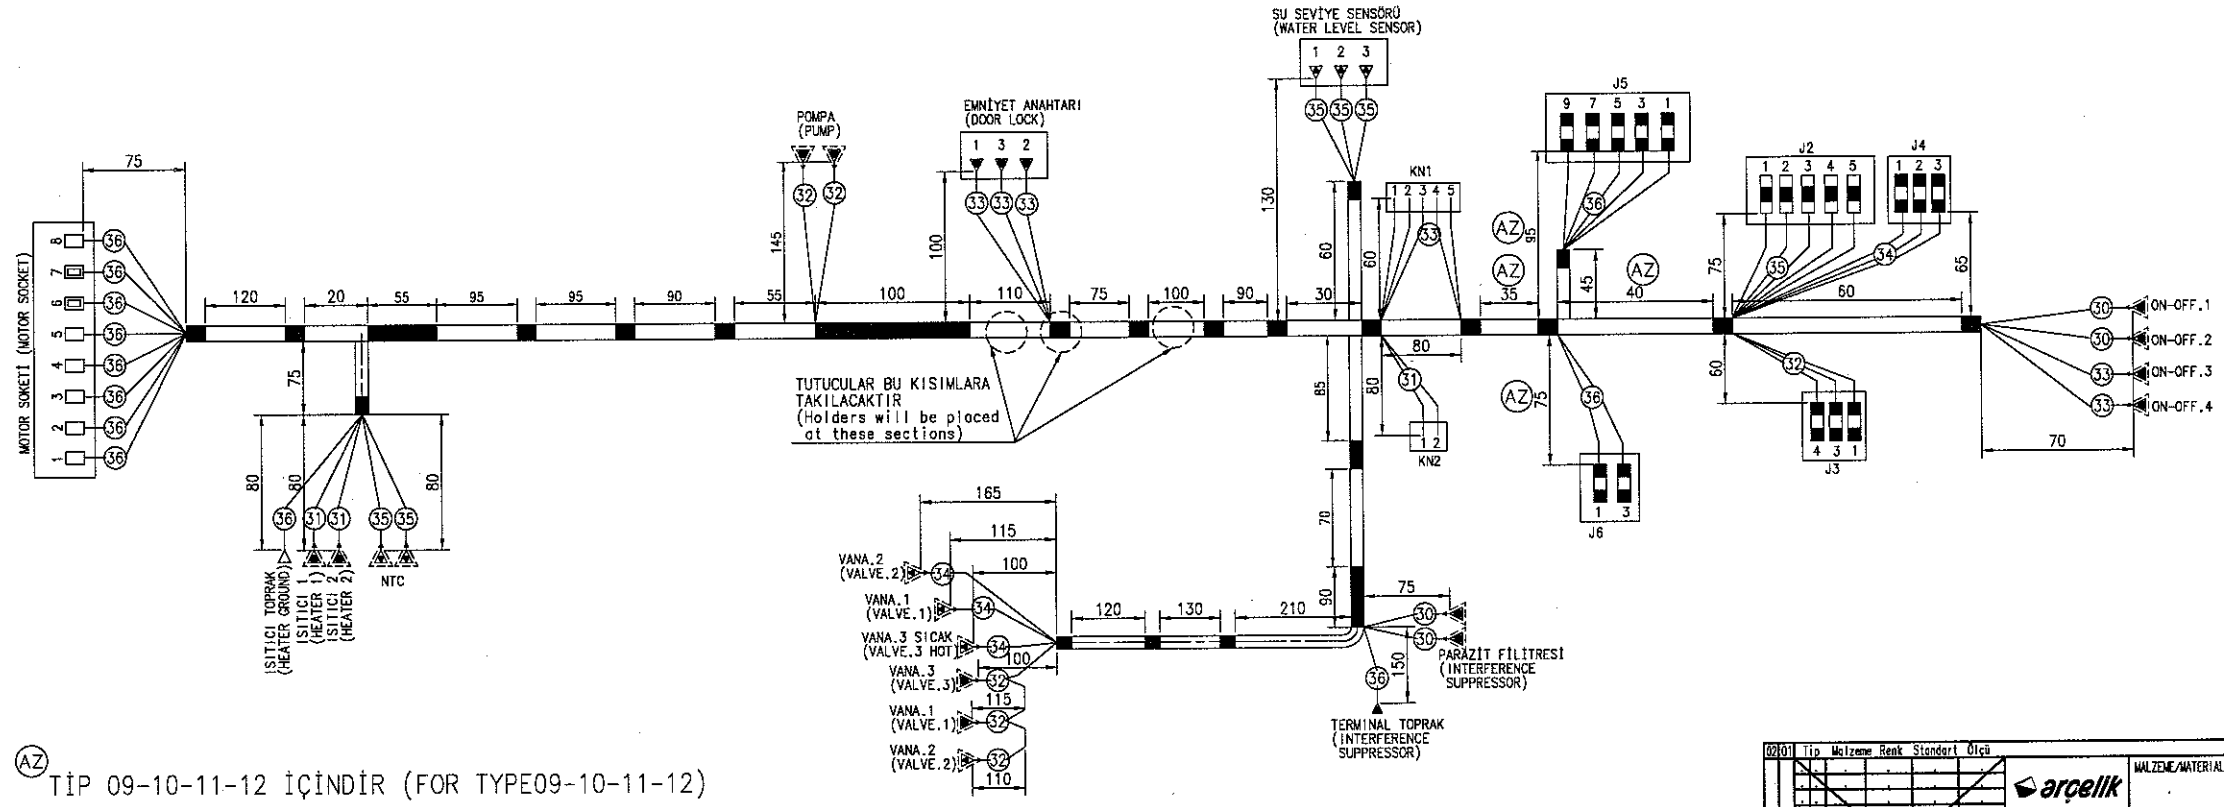 SU SEVİYE SENSÖRÜ
(WATER LEVEL SENSOR)
1 2 3
35 35 35
130
60
EMNİYET ANAHTARI
(DOOR LOCK)
1 3 2
33 33 33
100
POMPA
(PUMP)
32 32
145
J5
9 7 5 3 1
36
AZ
95
AZ
45
AZ
KN1
1 2 3 4 5
33
60
J2
1 2 3 4 5
35
75
J4
1 2 3
34
65
75
MOTOR SOKETİ (MOTOR SOCKET)
8 36
7 36
6 36
5 36
4 36
3 36
2 36
1 36
120 20 55 95 95 90 55 100 110 75 100 90 30 35 40 60
30 ON-OFF.1
30 ON-OFF.2
33 ON-OFF.3
33 ON-OFF.4
70
75
80 80 80
36 31 31 35 35
ISITICI TOPRAK
(HEATER GROUND)
ISITICI 1
(HEATER 1)
ISITICI 2
(HEATER 2)
NTC
TUTUCULAR BU KISIMLARA
TAKILACAKTIR
(Holders will be placed
at these sections)
85
80
80
31
1 2
KN2
AZ
75
36
1 3
J6
60
32
4 3 1
J3
70
90
165
115
100
VANA.2
(VALVE.2) 34
VANA.1
(VALVE.1) 34
VANA.3 SICAK
(VALVE.3 HOT) 34
100
VANA.3
(VALVE.3) 32
115
VANA.1
(VALVE.1) 32
VANA.2
(VALVE.2) 32
110
120 130 210
75
30
30
PARAZİT FİLİTRESİ
(INTERFERENCE
SUPPRESSOR)
150
36
TERMINAL TOPRAK
(INTERFERENCE
SUPPRESSOR)
AZ
TİP 09-10-11-12 İÇİNDİR (FOR TYPE09-10-11-12)
02 01 Tip Malzeme Renk Standart Ölçü
arçelik
MALZEME/MATERIAL